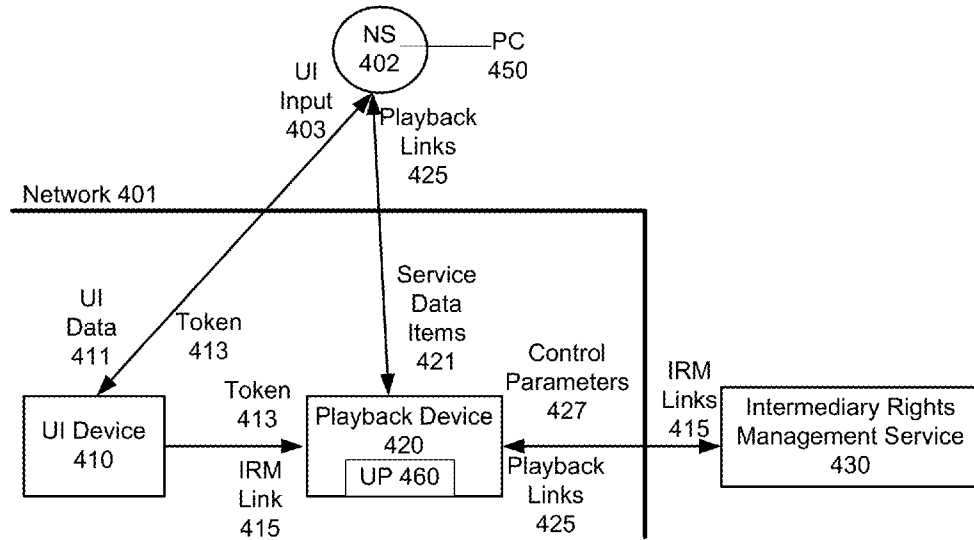 NS
402
PC
450
UI
Input
403
Playback
Links
425
Network 401
UI
Data
411
Token
413
Service
Data
Items
421
Control
Parameters
427
IRM
Links
415
Token
413
UI Device
410
Playback Device
420
UP 460
Intermediary Rights
Management Service
430
IRM
Link
415
Playback
Links
425